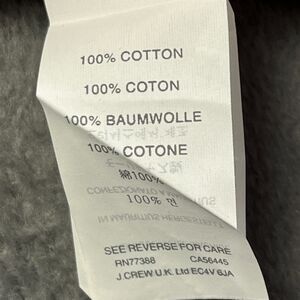 100% COTTON
100% COTON
100% BAUMWOLLE
100% COTONE
綿100%
100% 면
SEE REVERSE FOR CARE
RN77388 CA56445
J.CREW U.K. Ltd EC4V 6JA